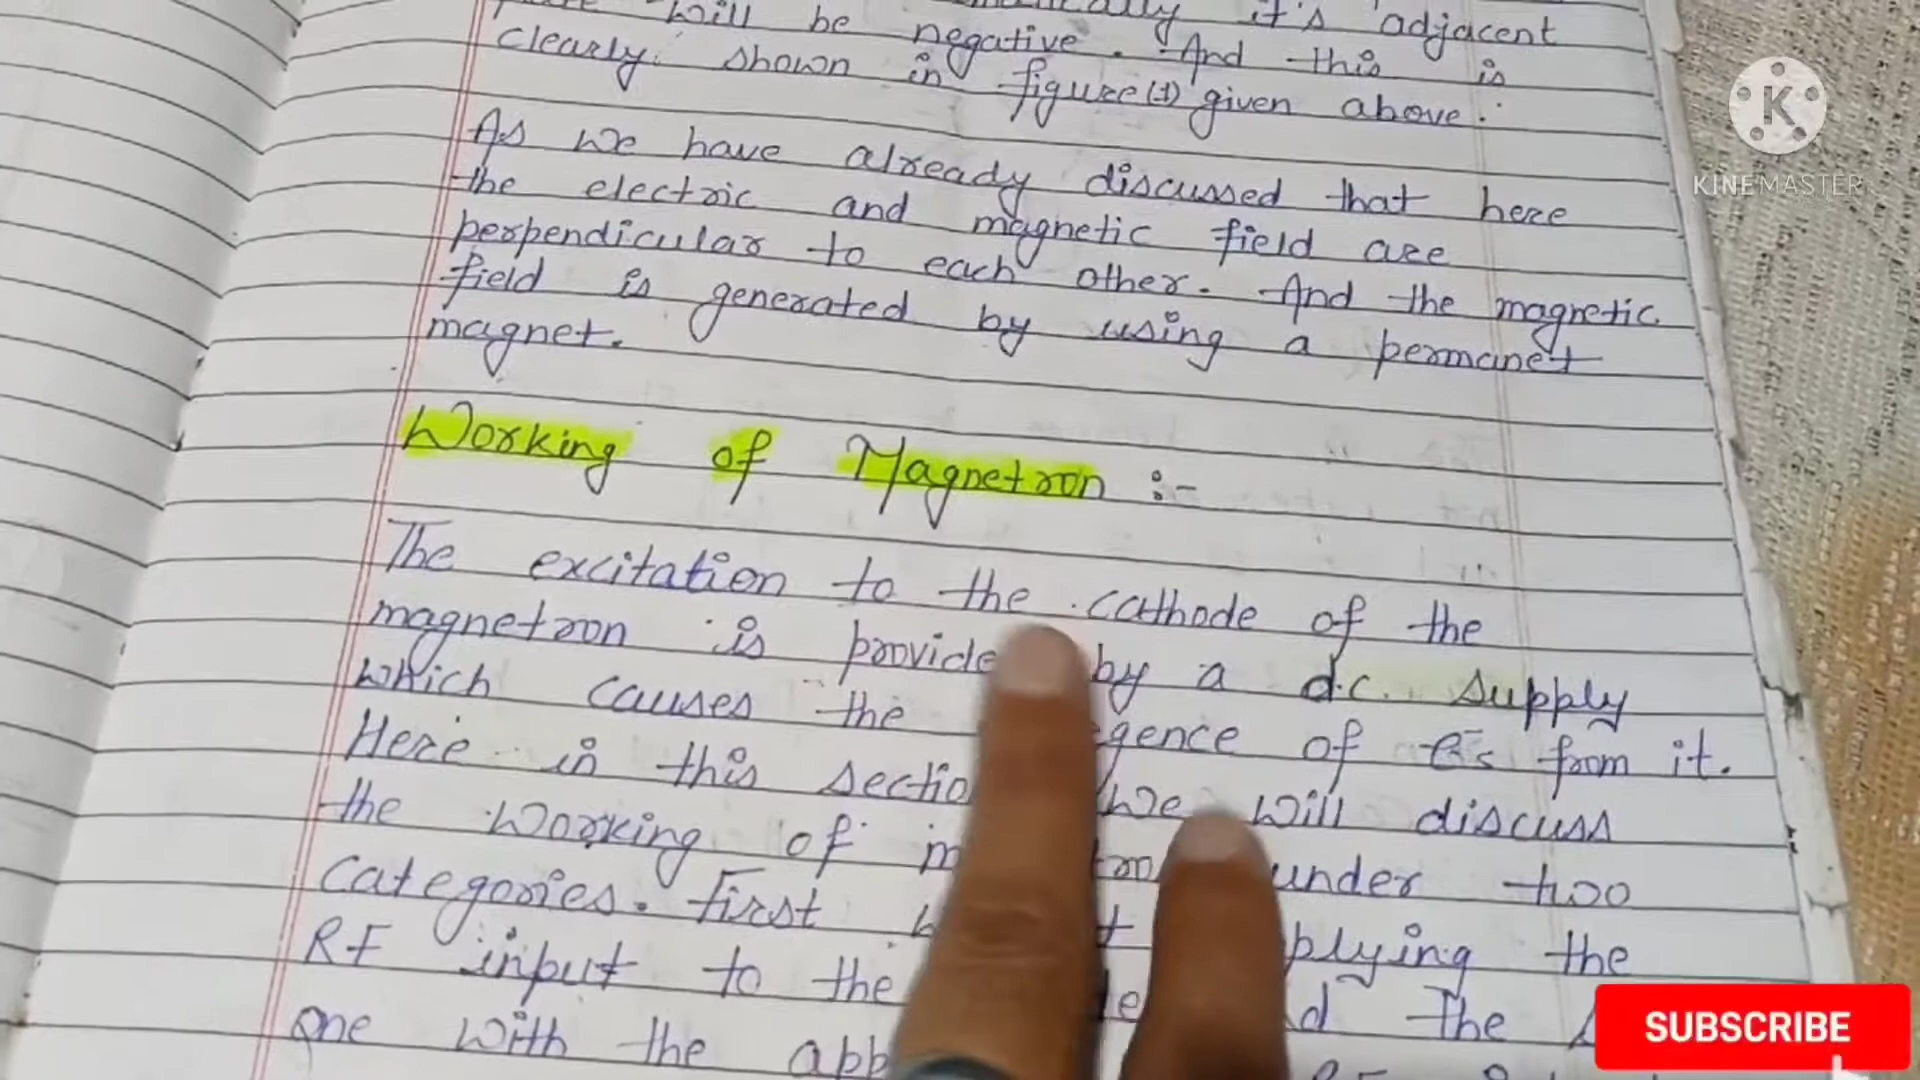 will be negative. And this is
it's adjacent
clearly shown in figure(1) given above.
As we have already discussed that here
the electric and magnetic field are
perpendicular to each other. And the magnetic
field is generated by using a permanet
magnet.
Working of Magnetron :-
The excitation to the cathode of the
magnetron is provide by a d.c. supply
which causes the gence of e⁻s from it.
Here in this sectio we will discuss
the working of m under two
categories. First plying the
RF input to the The
one with the
K
KINEMASTER
SUBSCRIBE